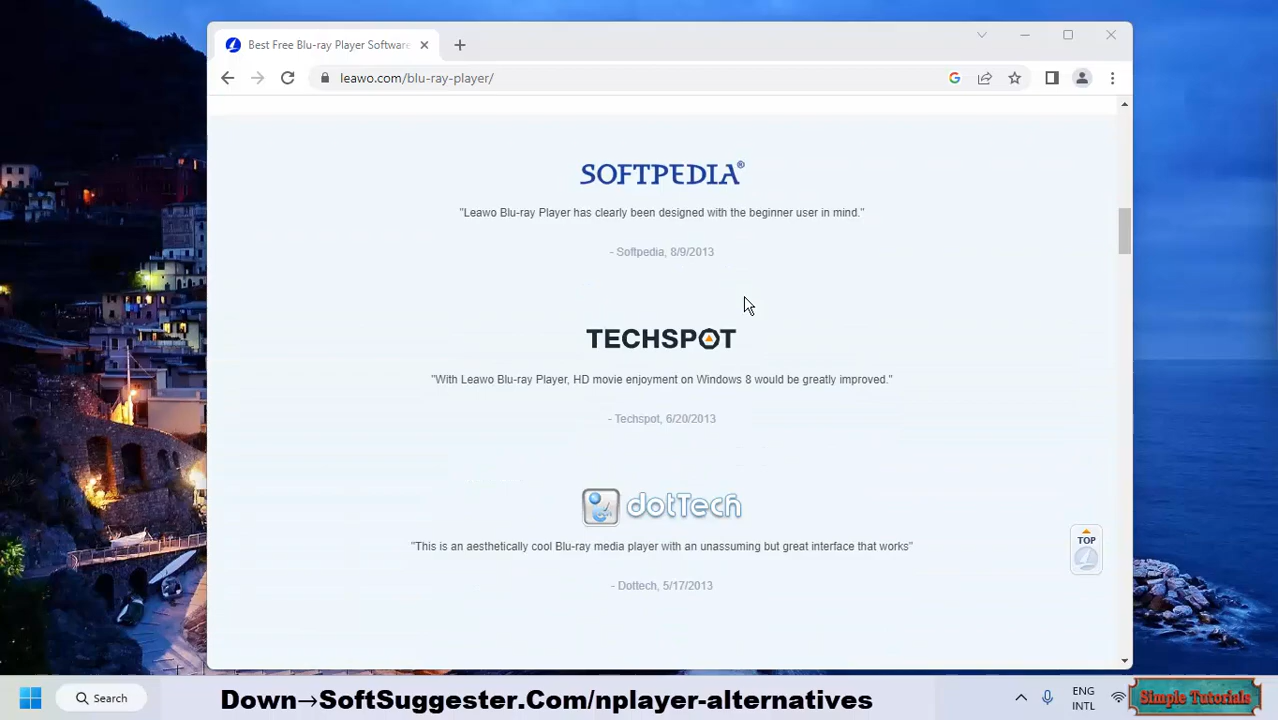 Best Free Blu-ray Player Software
leawo.com/blu-ray-player/
SOFTPEDIA®
"Leawo Blu-ray Player has clearly been designed with the beginner user in mind."
- Softpedia, 8/9/2013
TECHSPOT
"With Leawo Blu-ray Player, HD movie enjoyment on Windows 8 would be greatly improved."
- Techspot, 6/20/2013
dotTech
"This is an aesthetically cool Blu-ray media player with an unassuming but great interface that works"
- Dottech, 5/17/2013
TOP
Search
Down→SoftSuggester.Com/nplayer-alternatives
ENG
INTL
Simple Tutorials